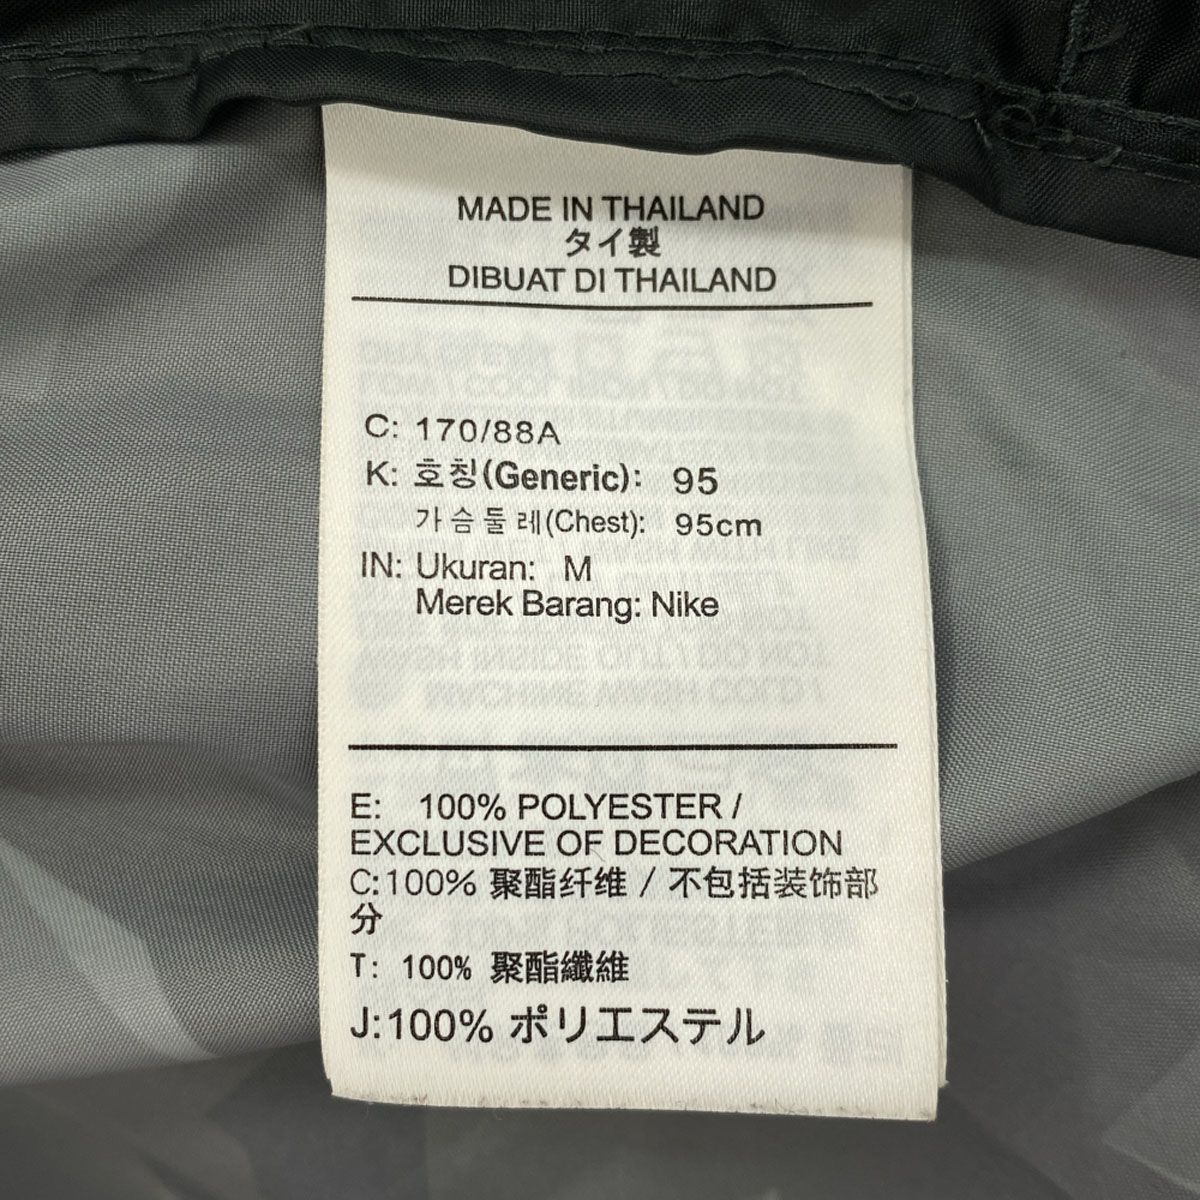 MADE IN THAILAND
タイ製
DIBUAT DI THAILAND
C: 170/88A
K: 호칭(Generic): 95
가슴둘레(Chest): 95cm
IN: Ukuran: M
Merek Barang: Nike
E: 100% POLYESTER /
EXCLUSIVE OF DECORATION
C:100% 聚酯纤维 / 不包括装饰部
分
T: 100% 聚酯纖維
J:100% ポリエステル